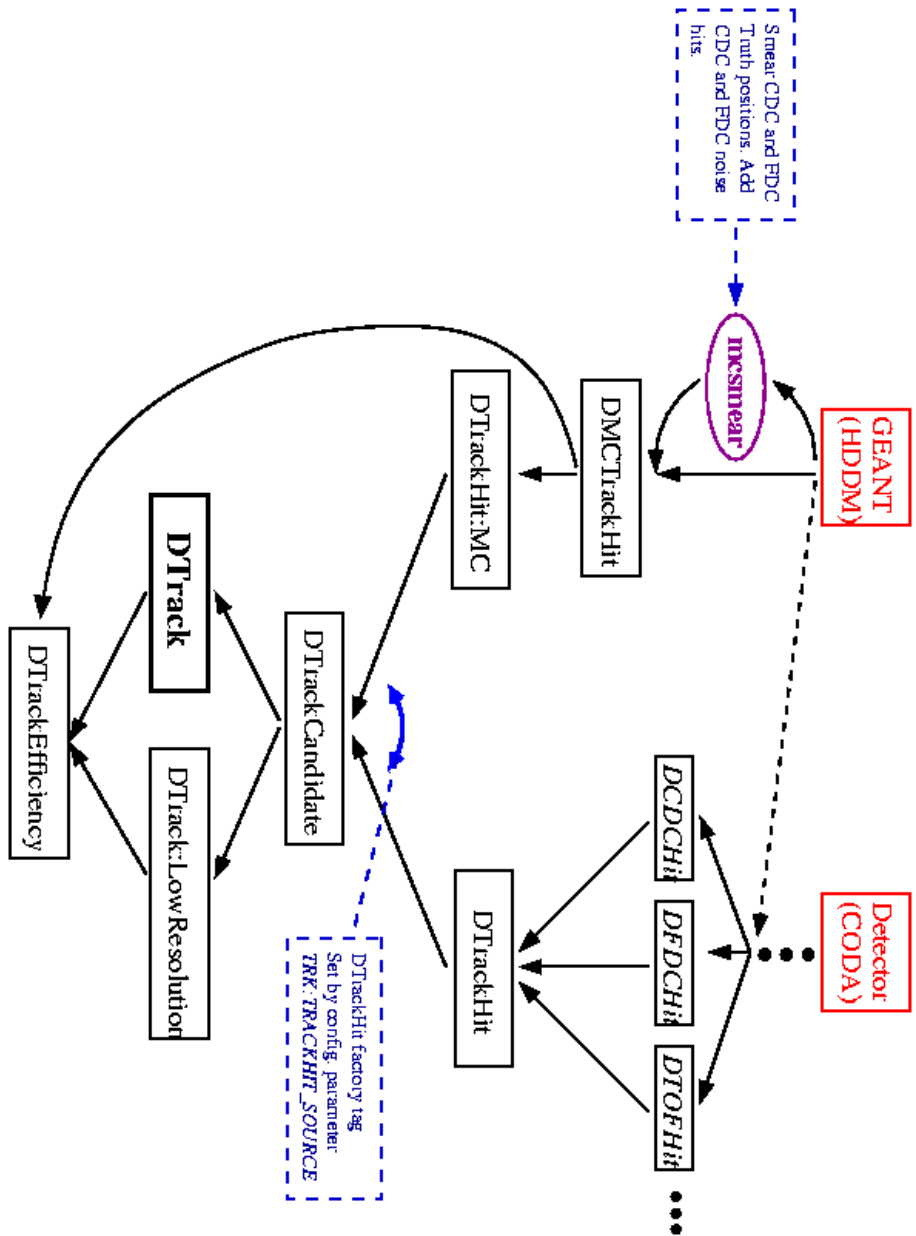 GEANT
(HDDM)
Detector
(CODA)
Smear CDC and FDC
Truth positions. Add
CDC and FDC noise
hits.
mcsmear
DCDCHit
DFDCHit
DTOFHit
DMCTrackHit
DTrackHit:MC
DTrackHit
DTrackHit factory tag
Set by config. parameter
TRK:TRACKHIT_SOURCE
DTrackCandidate
DTrack
DTrack:LowResolution
DTrackEfficiency